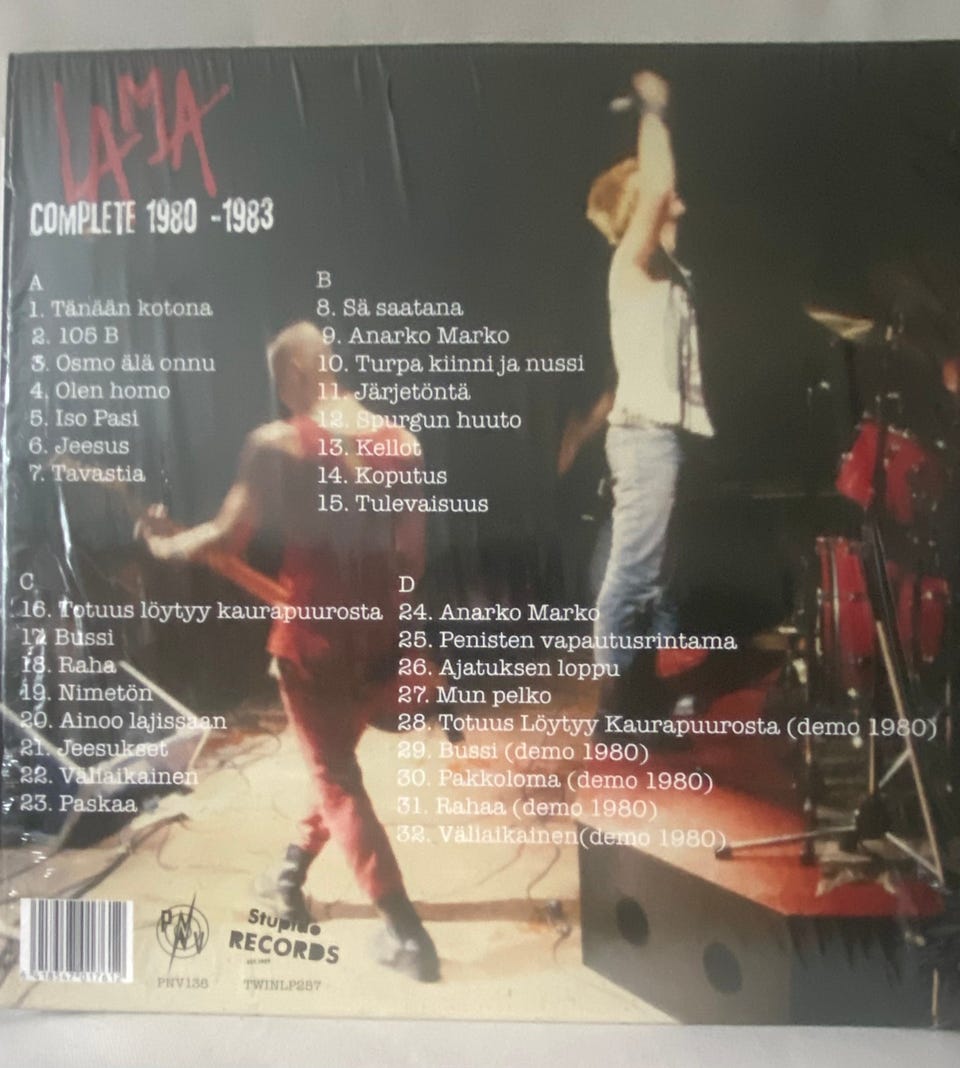 LAMA
COMPLETE 1980 -1983
A
1. Tänään kotona
2. 105 B
3. Osmo älä onnu
4. Olen homo
5. Iso Pasi
6. Jeesus
7. Tavastia
B
8. Sä saatana
9. Anarko Marko
10. Turpa kiinni ja nussi
11. Järjetöntä
12. Spurgun huuto
13. Kellot
14. Koputus
15. Tulevaisuus
C
16. Totuus löytyy kaurapuurosta
17. Bussi
18. Raha
19. Nimetön
20. Ainoo lajissaan
21. Jeesukset
22. Väliaikainen
23. Paskaa
D
24. Anarko Marko
25. Penisten vapautusrintama
26. Ajatuksen loppu
27. Mun pelko
28. Totuus Löytyy Kaurapuurosta (demo 1980)
29. Bussi (demo 1980)
30. Pakkoloma (demo 1980)
31. Rahaa (demo 1980)
32. Väliaikainen(demo 1980)
PNV
Stupido
RECORDS
PNV136
TWINLP257